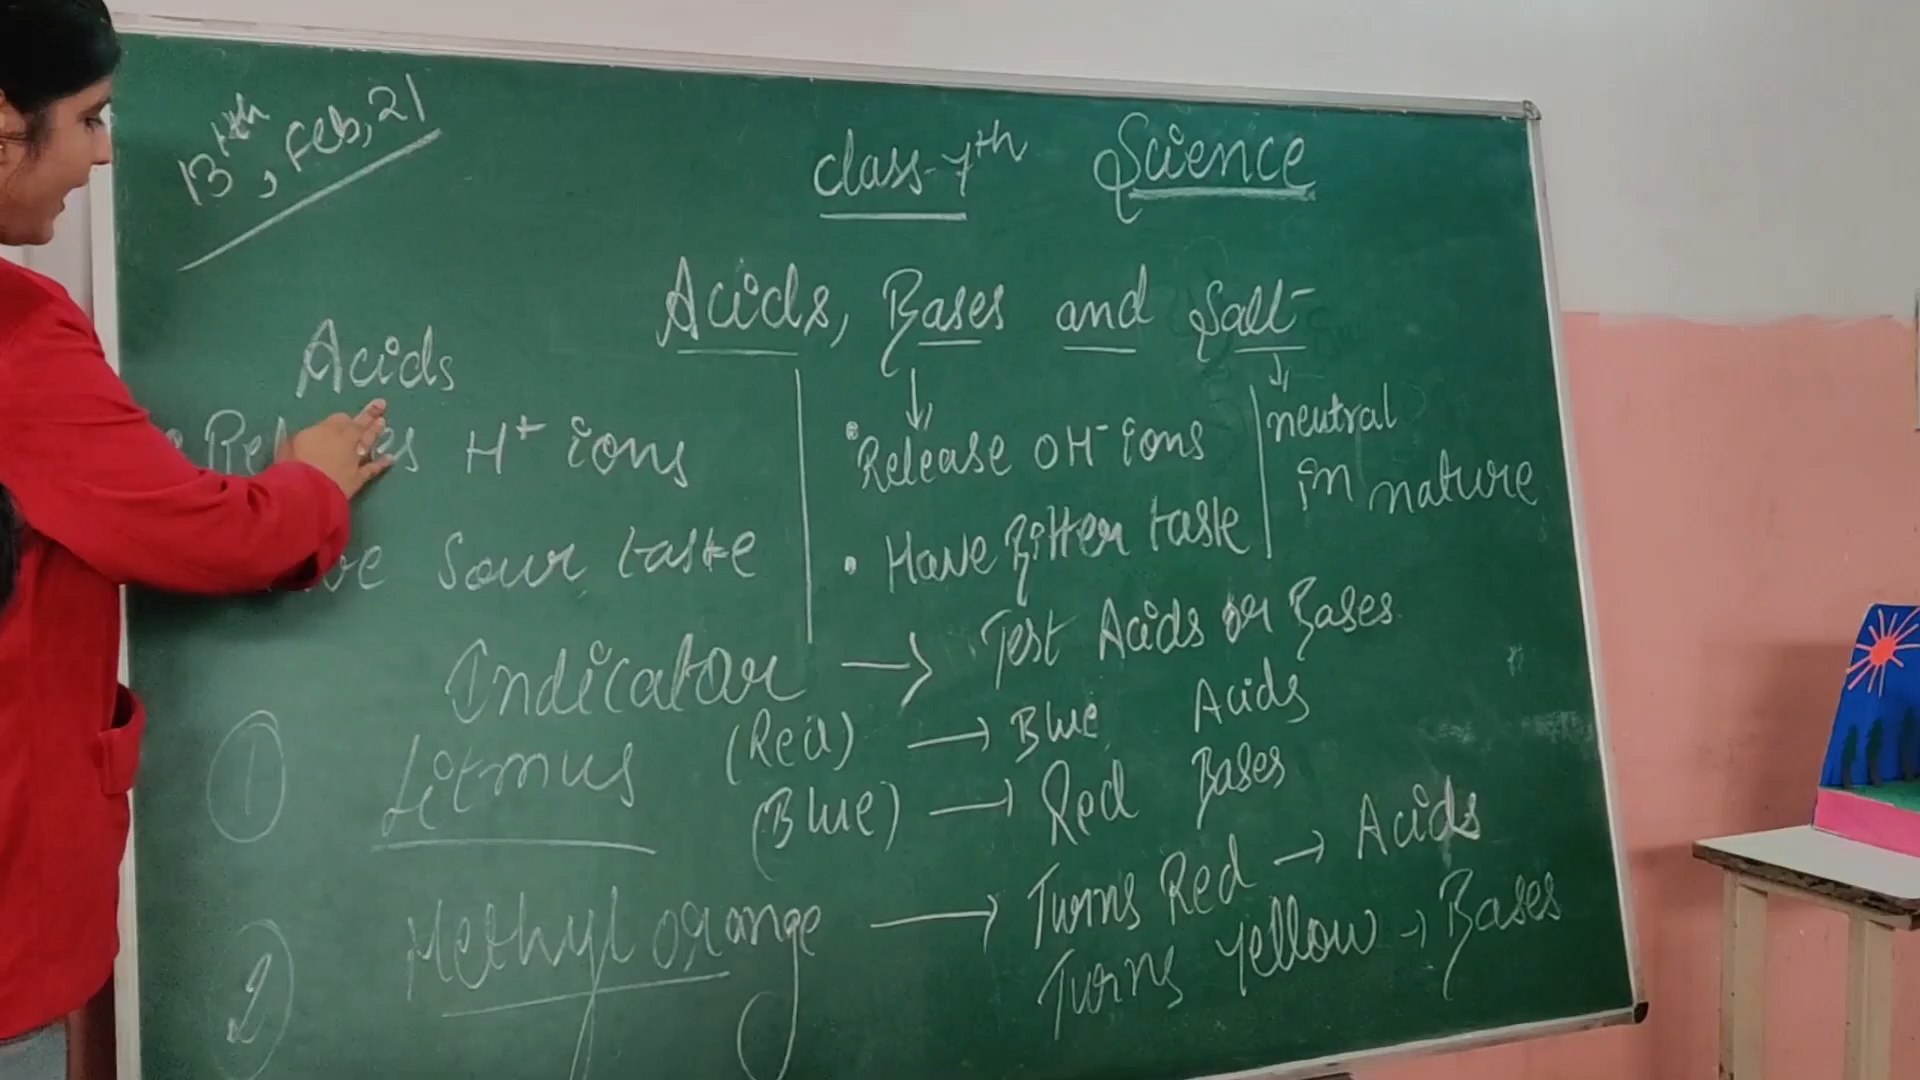 13th, Feb, 21
Class-7th Science
Acids, Bases and Salt
Acids
H+ ions
Sour taste
Release OH- ions
• Have Bitter taste
neutral
in nature
Indicator → Test Acids or Bases
1 Litmus (Red) → Blue Acids
(Blue) → Red Bases
2 Methyl orange → Turns Red → Acids
Turns Yellow → Bases